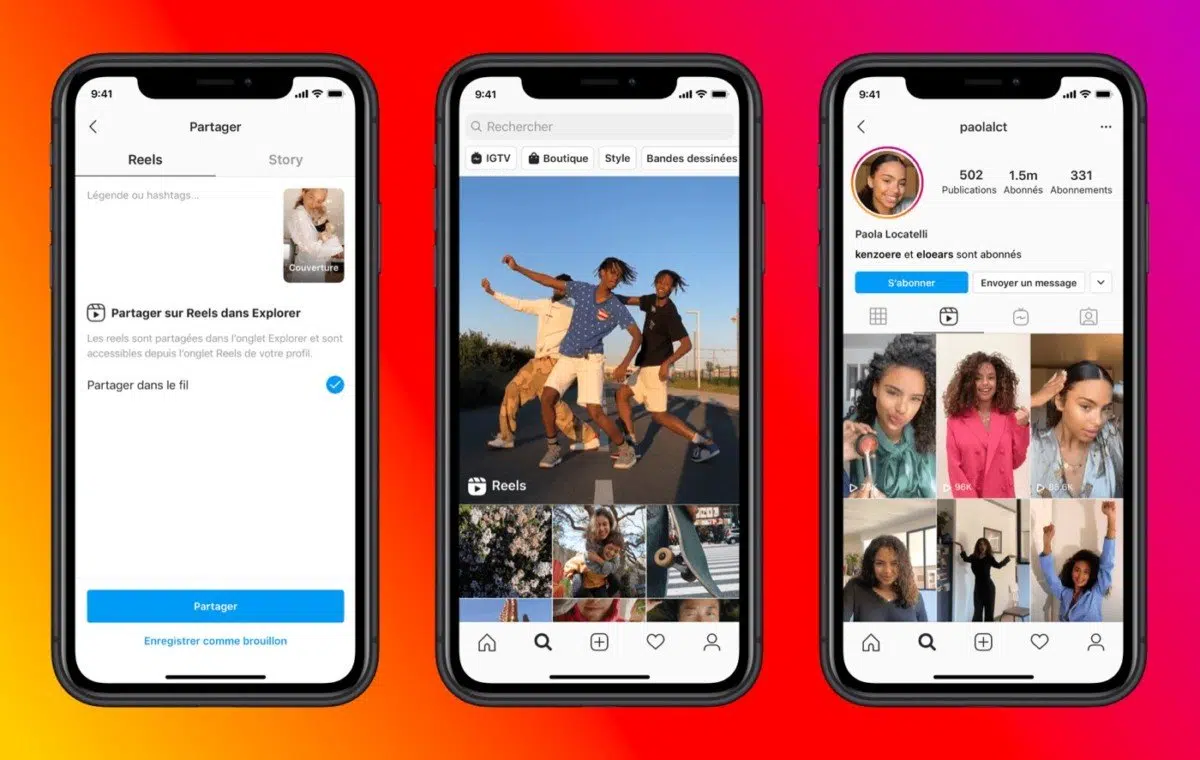 9:41
Partager
Reels
Story
Légende ou hashtags...
Couverture
Partager sur Reels dans Explorer
Les reels sont partagées dans l'onglet Explorer et sont
accessibles depuis l'onglet Reels de votre profil.
Partager dans le fil
Partager
Enregistrer comme brouillon
9:41
Rechercher
IGTV
Boutique
Style
Bandes dessinées
Reels
9:41
paolalct
502
1.5m
331
Publications
Abonnés
Abonnements
Paola Locatelli
kenzoere et eloears sont abonnés
S'abonner
Envoyer un message
96K